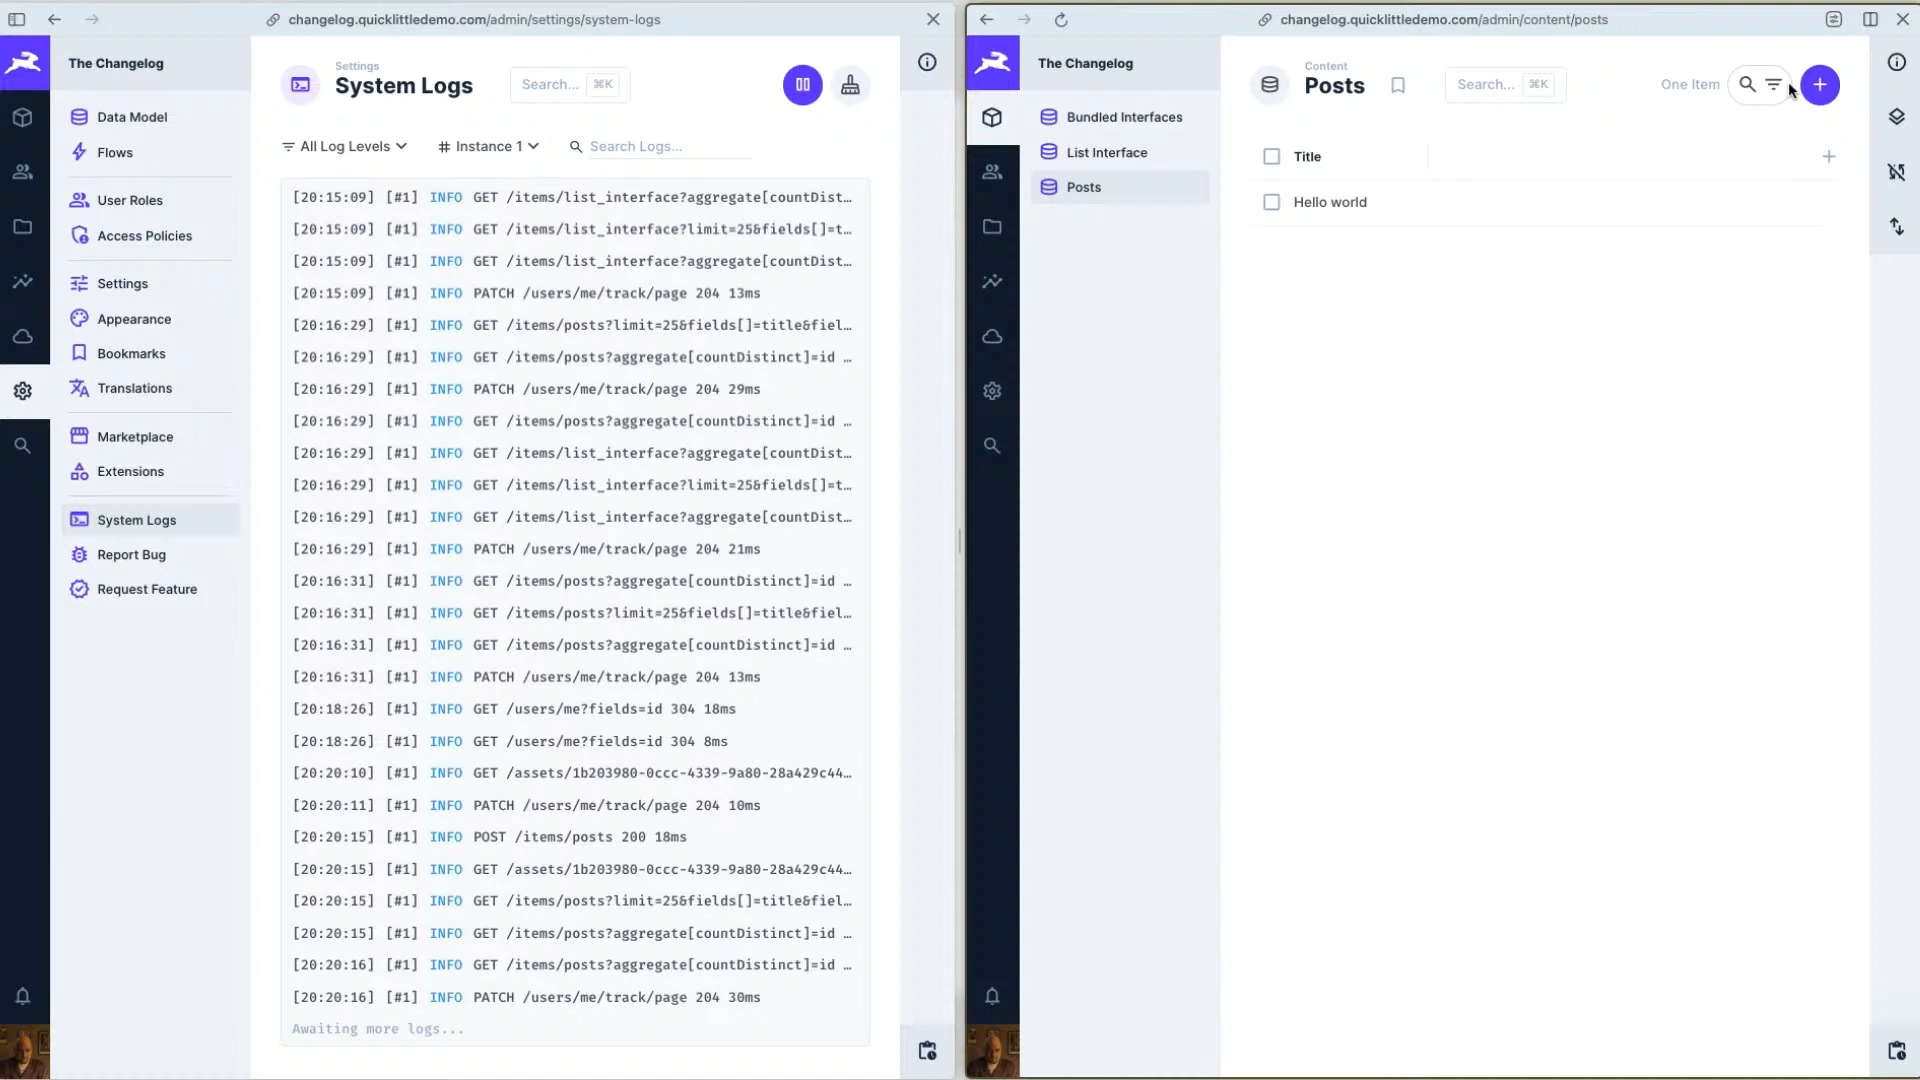 changelog.quicklittledemo.com/admin/settings/system-logs
The Changelog
Data Model
Flows
User Roles
Access Policies
Settings
Appearance
Bookmarks
Translations
Marketplace
Extensions
System Logs
Report Bug
Request Feature
Settings
System Logs
Search... ⌘K
All Log Levels
# Instance 1
Search Logs...
[20:15:09] [#1] INFO GET /items/list_interface?aggregate[countDist…
[20:15:09] [#1] INFO GET /items/list_interface?limit=25&fields[]=t…
[20:15:09] [#1] INFO GET /items/list_interface?aggregate[countDist…
[20:15:09] [#1] INFO PATCH /users/me/track/page 204 13ms
[20:16:29] [#1] INFO GET /items/posts?limit=25&fields[]=title&fiel…
[20:16:29] [#1] INFO GET /items/posts?aggregate[countDistinct]=id …
[20:16:29] [#1] INFO PATCH /users/me/track/page 204 29ms
[20:16:29] [#1] INFO GET /items/posts?aggregate[countDistinct]=id …
[20:16:29] [#1] INFO GET /items/list_interface?aggregate[countDist…
[20:16:29] [#1] INFO GET /items/list_interface?limit=25&fields[]=t…
[20:16:29] [#1] INFO GET /items/list_interface?aggregate[countDist…
[20:16:29] [#1] INFO PATCH /users/me/track/page 204 21ms
[20:16:31] [#1] INFO GET /items/posts?aggregate[countDistinct]=id …
[20:16:31] [#1] INFO GET /items/posts?limit=25&fields[]=title&fiel…
[20:16:31] [#1] INFO GET /items/posts?aggregate[countDistinct]=id …
[20:16:31] [#1] INFO PATCH /users/me/track/page 204 13ms
[20:18:26] [#1] INFO GET /users/me?fields=id 304 18ms
[20:18:26] [#1] INFO GET /users/me?fields=id 304 8ms
[20:20:10] [#1] INFO GET /assets/1b203980-0ccc-4339-9a80-28a429c44…
[20:20:11] [#1] INFO PATCH /users/me/track/page 204 10ms
[20:20:15] [#1] INFO POST /items/posts 200 18ms
[20:20:15] [#1] INFO GET /assets/1b203980-0ccc-4339-9a80-28a429c44…
[20:20:15] [#1] INFO GET /items/posts?limit=25&fields[]=title&fiel…
[20:20:15] [#1] INFO GET /items/posts?aggregate[countDistinct]=id …
[20:20:16] [#1] INFO GET /items/posts?aggregate[countDistinct]=id …
[20:20:16] [#1] INFO PATCH /users/me/track/page 204 30ms
Awaiting more logs...
changelog.quicklittledemo.com/admin/content/posts
The Changelog
Bundled Interfaces
List Interface
Posts
Content
Posts
Search... ⌘K
One Item
Title
Hello world